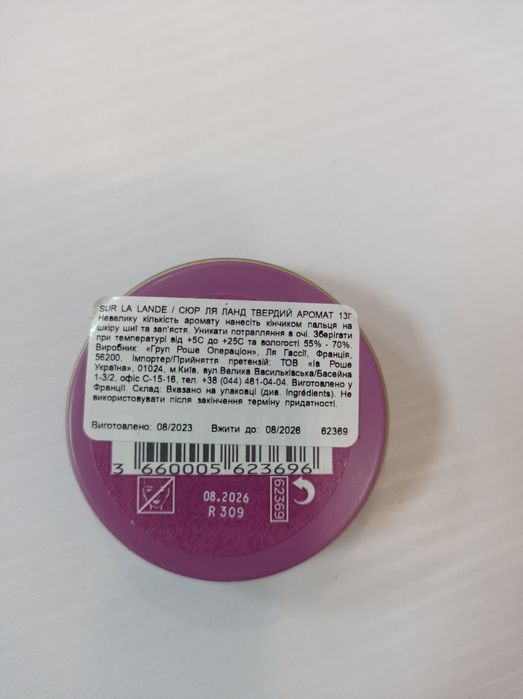 SUR LA LANDE / СЮР ЛЯ ЛАНД ТВЕРДИЙ АРОМАТ 13Г
Невелику кількість аромату нанесіть кінчиком пальця на
шкіру шиї та зап'ястя. Уникати потрапляння в очі. Зберігати
при температурі від +5С до +25С та вологості 55% - 70%.
Виробник: «Груп Роше Операціон», Ля Гассії, Франція,
56200. Імпортер/Прийняття претензій: ТОВ «Ів Роше
Україна», 01024, м.Київ, вул.Велика Васильківська/Басейна
1-3/2, офіс С-15-16, тел. +38 (044) 461-04-04. Виготовлено у
Франції. Склад: Вказано на упаковці (див. Ingrédients). Не
використовувати після закінчення терміну придатності.
Виготовлено: 08/2023 Вжити до: 08/2026 62369
3 660005 623696
08.2026
R 309
62369